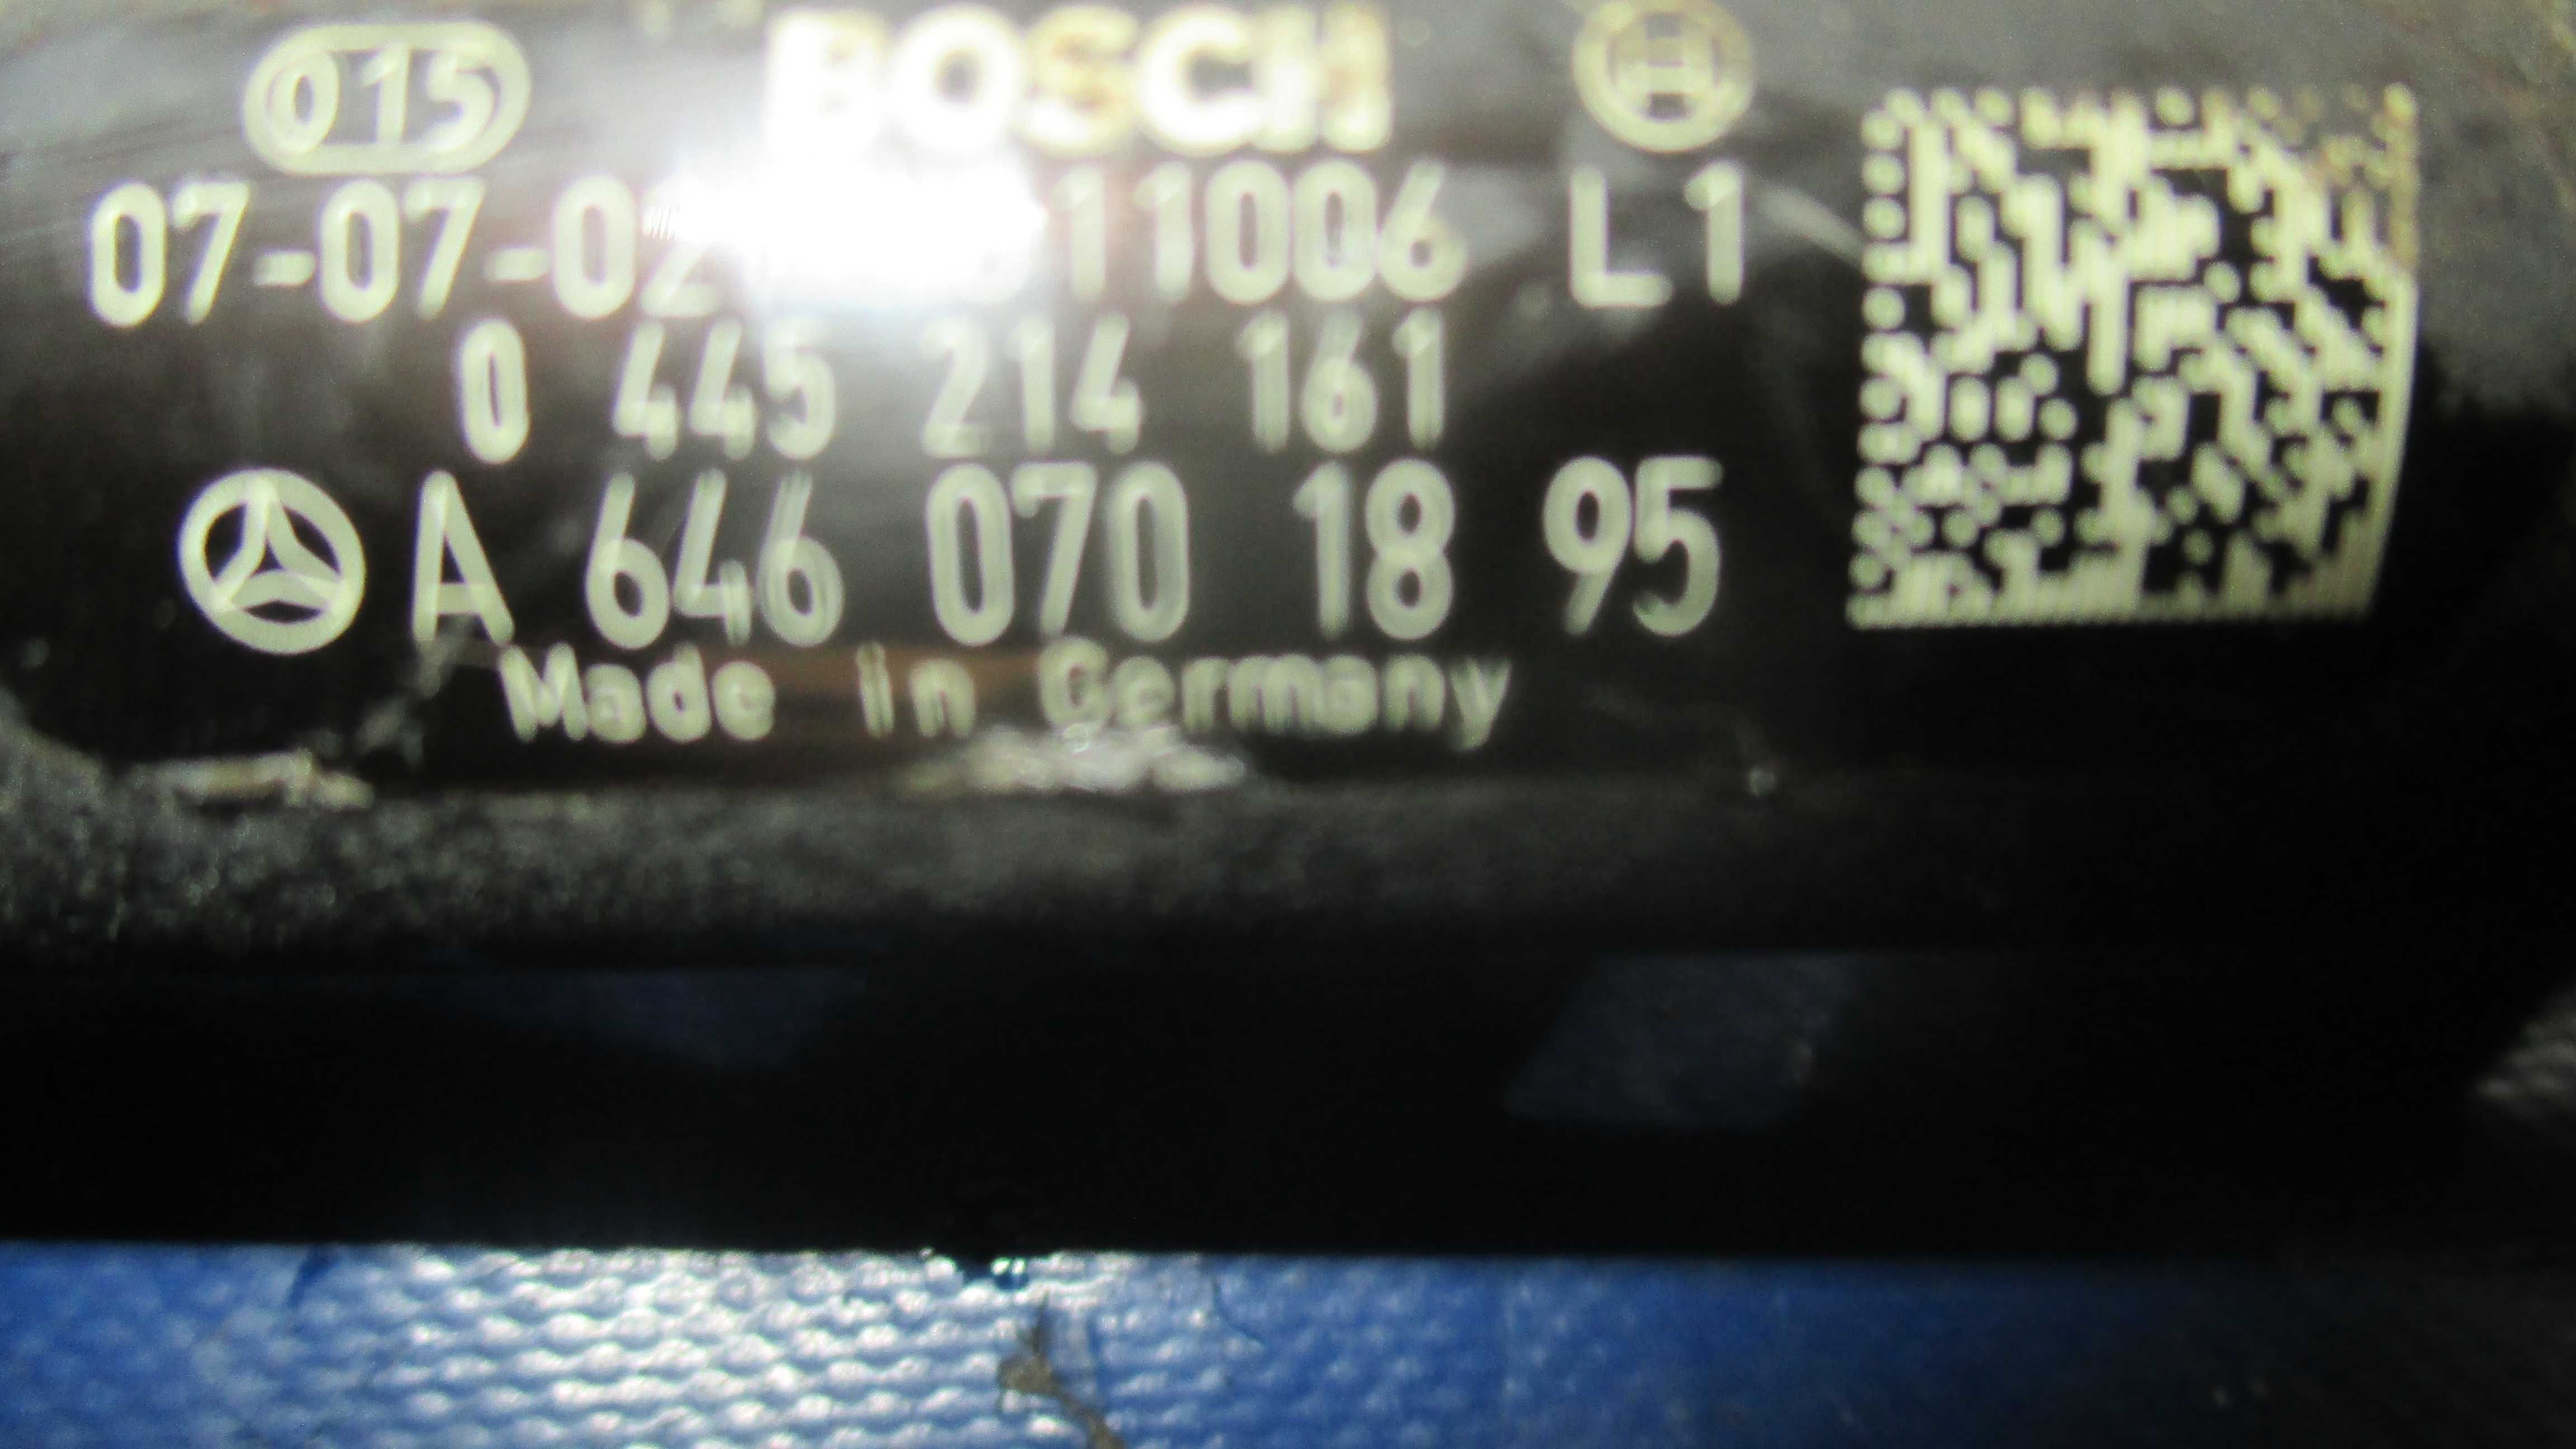 015 BOSCH
07-07-02 11006 L1
0 445 214 161
A 646 070 18 95
Made in Germany